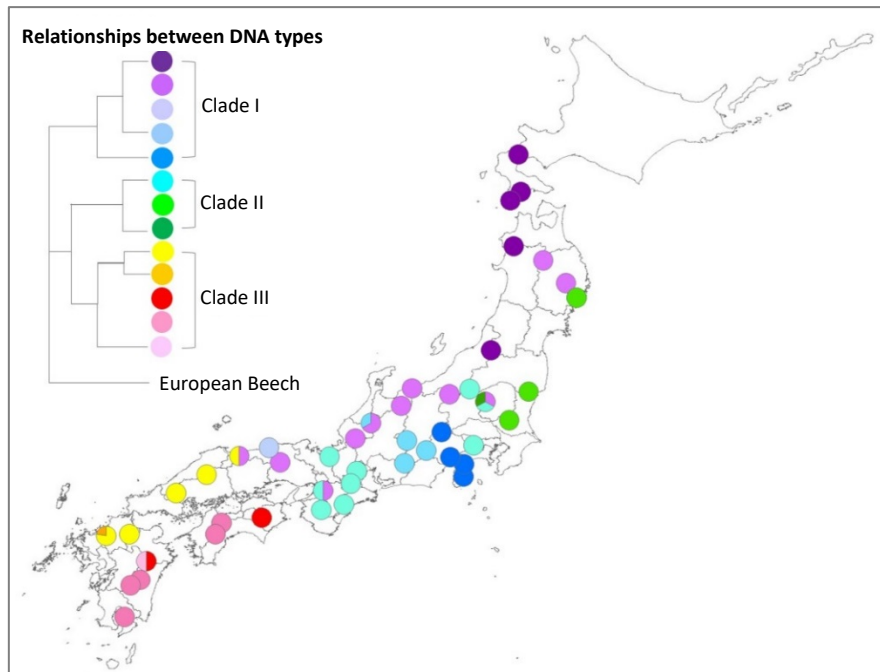 Relationships between DNA types
Clade I
Clade II
Clade III
European Beech